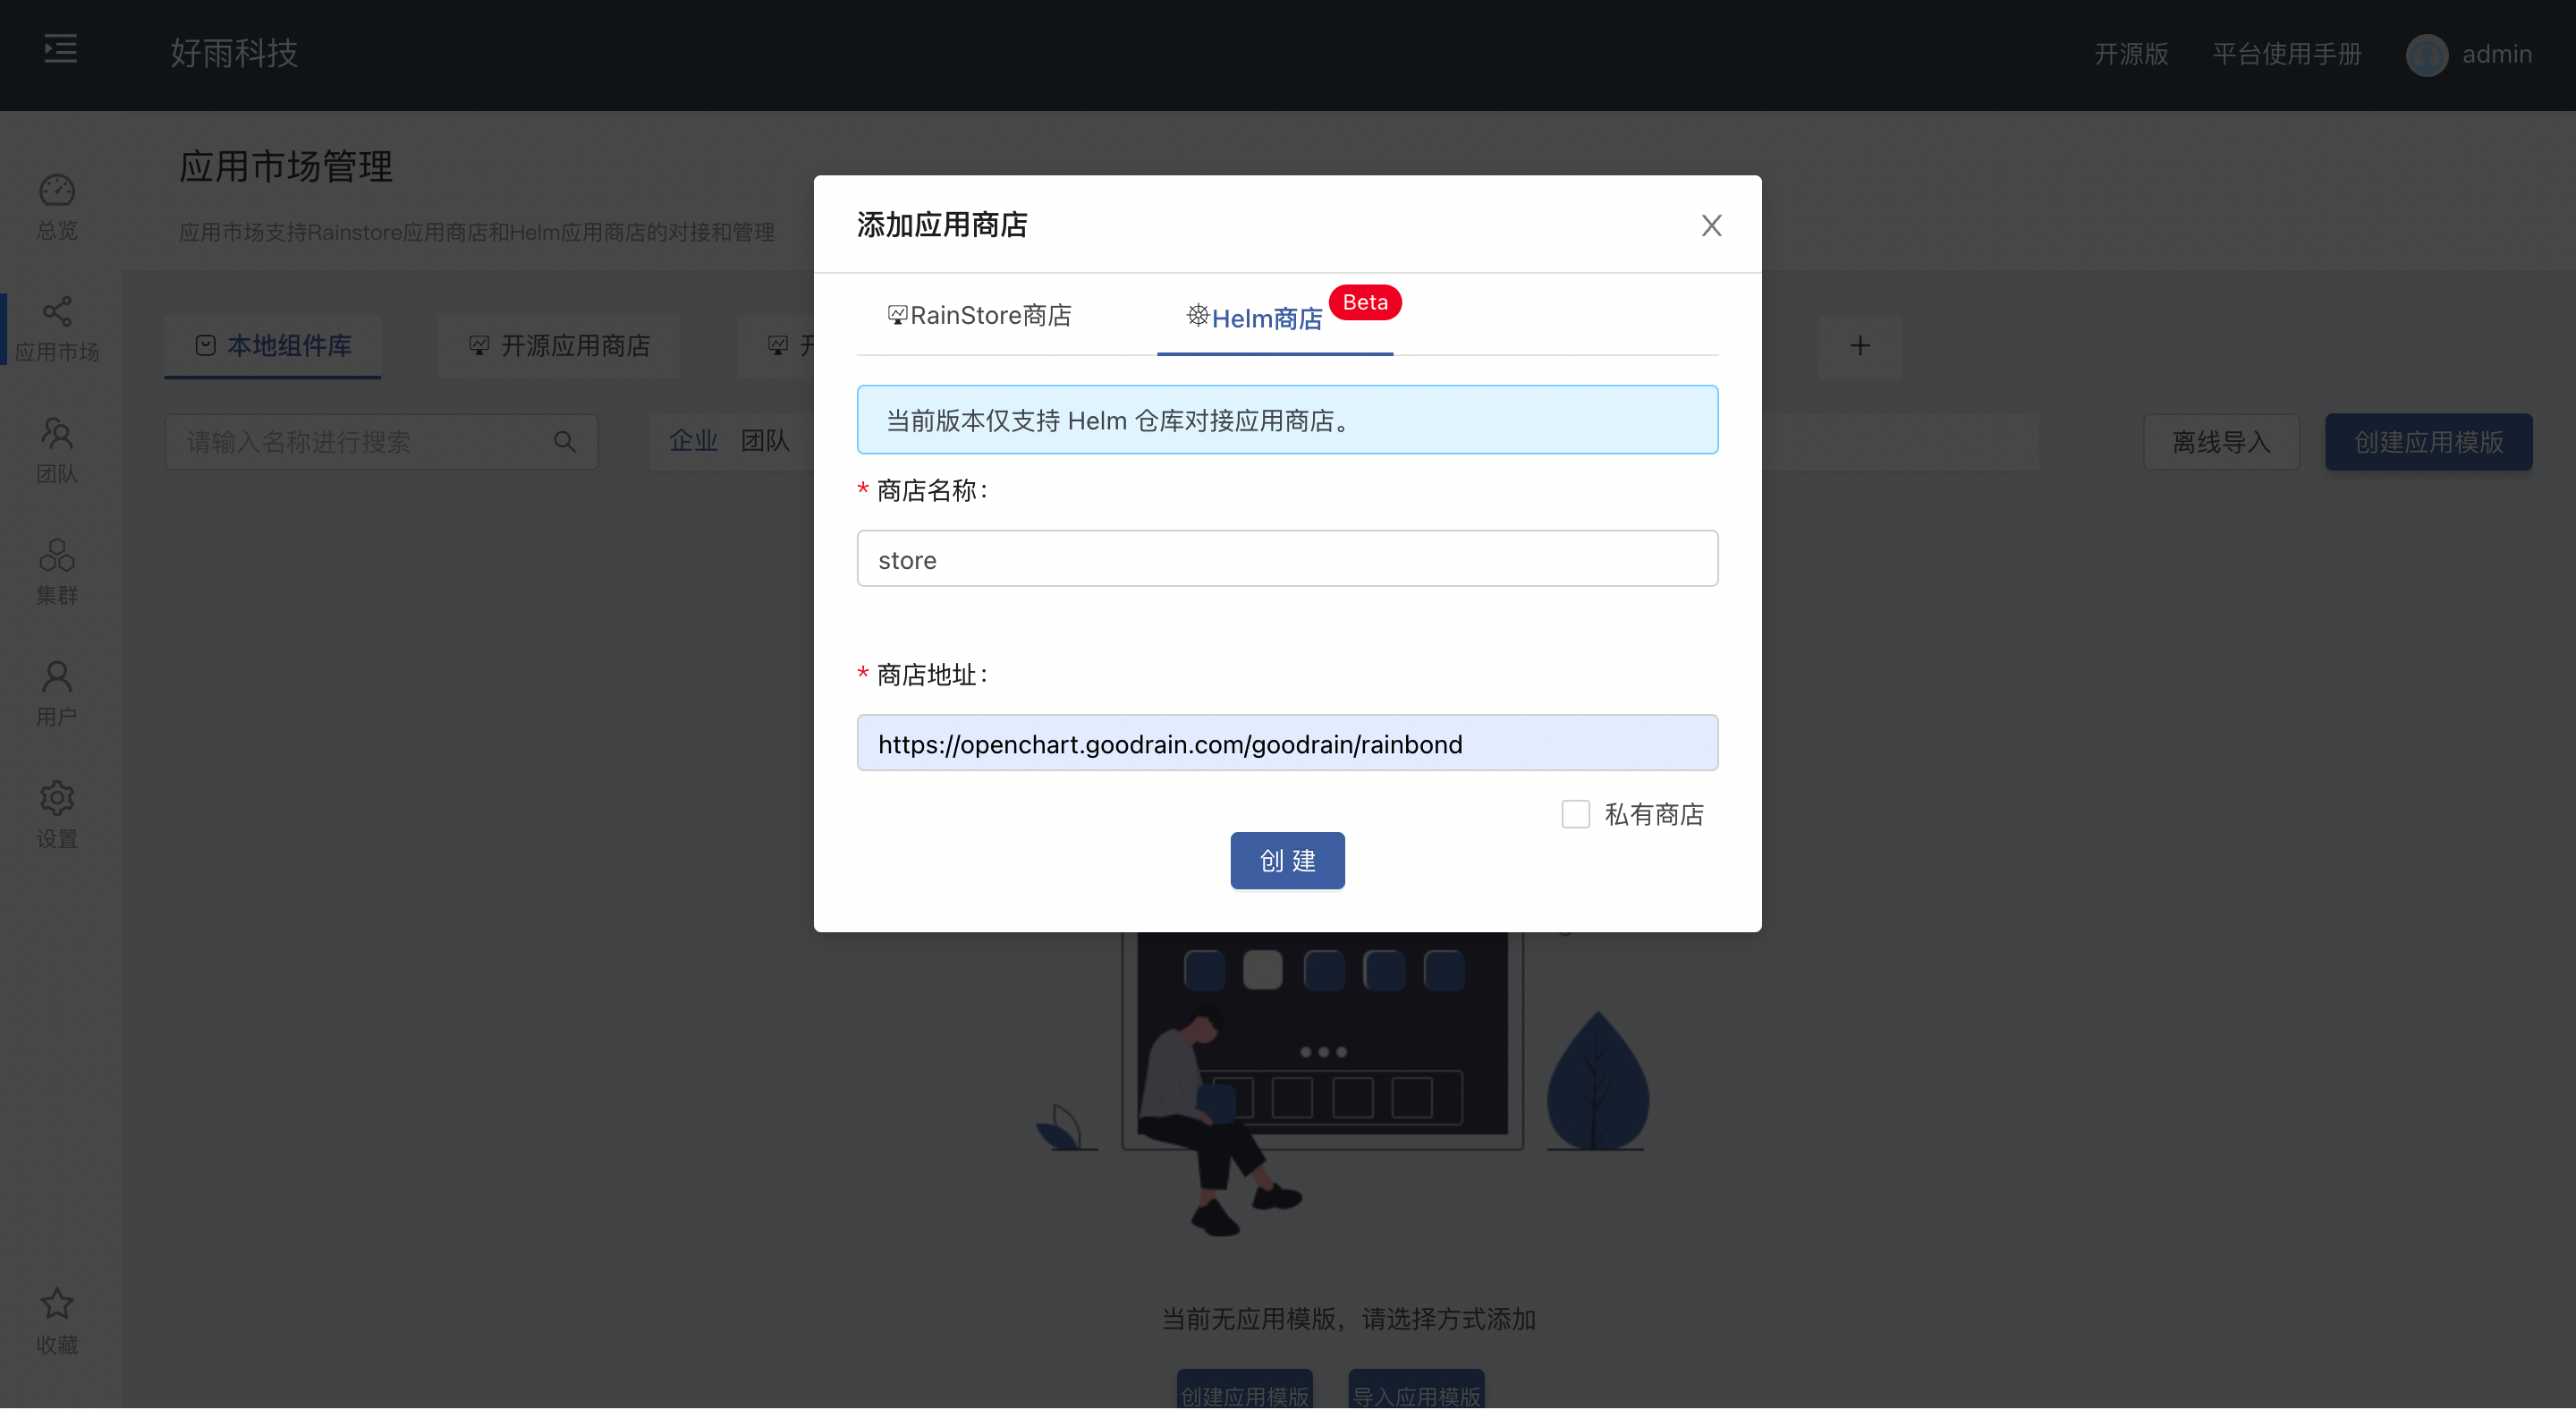 好雨科技
开源版
平台使用手册
admin
总览
应用市场
团队
集群
用户
设置
收藏
应用市场管理
应用市场支持Rainstore应用商店和Helm应用商店的对接和管理
本地组件库
开源应用商店
开
+
请输入名称进行搜索
企业 团队
离线导入
创建应用模版
添加应用商店
RainStore商店
Helm商店
Beta
当前版本仅支持 Helm 仓库对接应用商店。
* 商店名称:
store
* 商店地址:
https://openchart.goodrain.com/goodrain/rainbond
私有商店
创 建
当前无应用模版，请选择方式添加
创建应用模版
导入应用模版